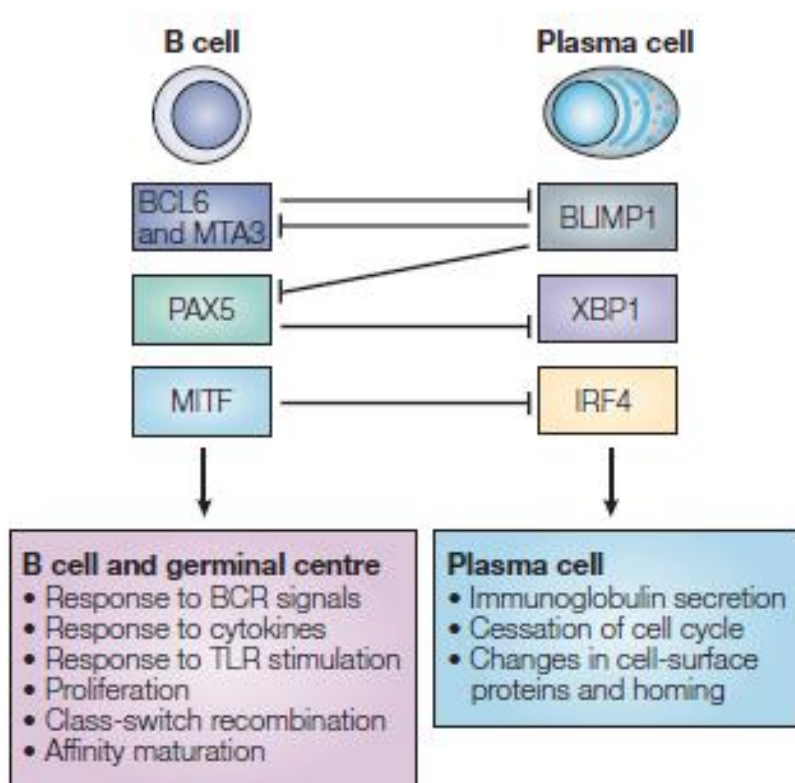 B cell
Plasma cell
BCL6
and MTA3
BLIMP1
PAX5
XBP1
MITF
IRF4
B cell and germinal centre
• Response to BCR signals
• Response to cytokines
• Response to TLR stimulation
• Proliferation
• Class-switch recombination
• Affinity maturation
Plasma cell
• Immunoglobulin secretion
• Cessation of cell cycle
• Changes in cell-surface
proteins and homing